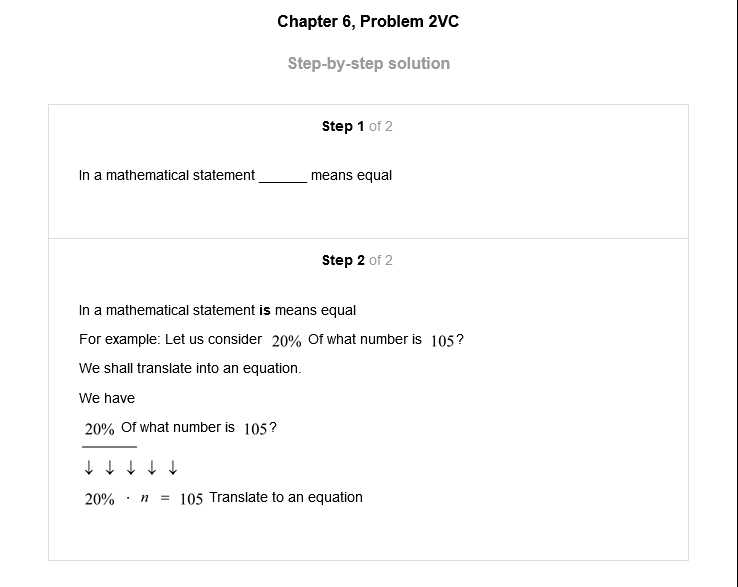 Chapter 6, Problem 2VC
Step-by-step solution
Step 1 of 2
In a mathematical statement ______ means equal
Step 2 of 2
In a mathematical statement is means equal
For example: Let us consider 20% Of what number is 105?
We shall translate into an equation.
We have
20% Of what number is 105?
↓ ↓ ↓ ↓ ↓
20% · n = 105 Translate to an equation